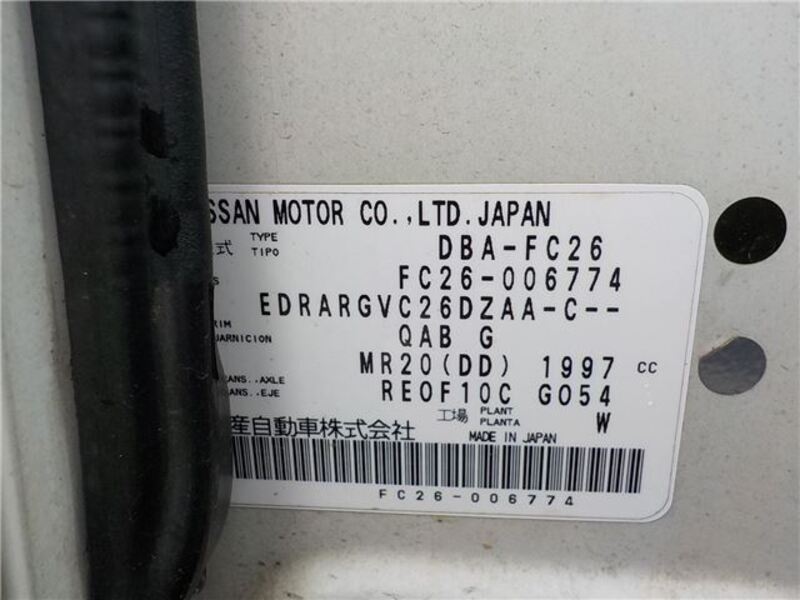 SSAN MOTOR CO.,LTD. JAPAN
式 TYPE TIPO DBA-FC26
S FC26-006774
EDRARGVC26DZAA-C--
RIM UARNICION QAB G
MR20(DD) 1997 CC
ANS..AXLE ANS..EJE RE0F10C G054
工場 PLANT PLANTA W
産自動車株式会社 MADE IN JAPAN
FC26-006774